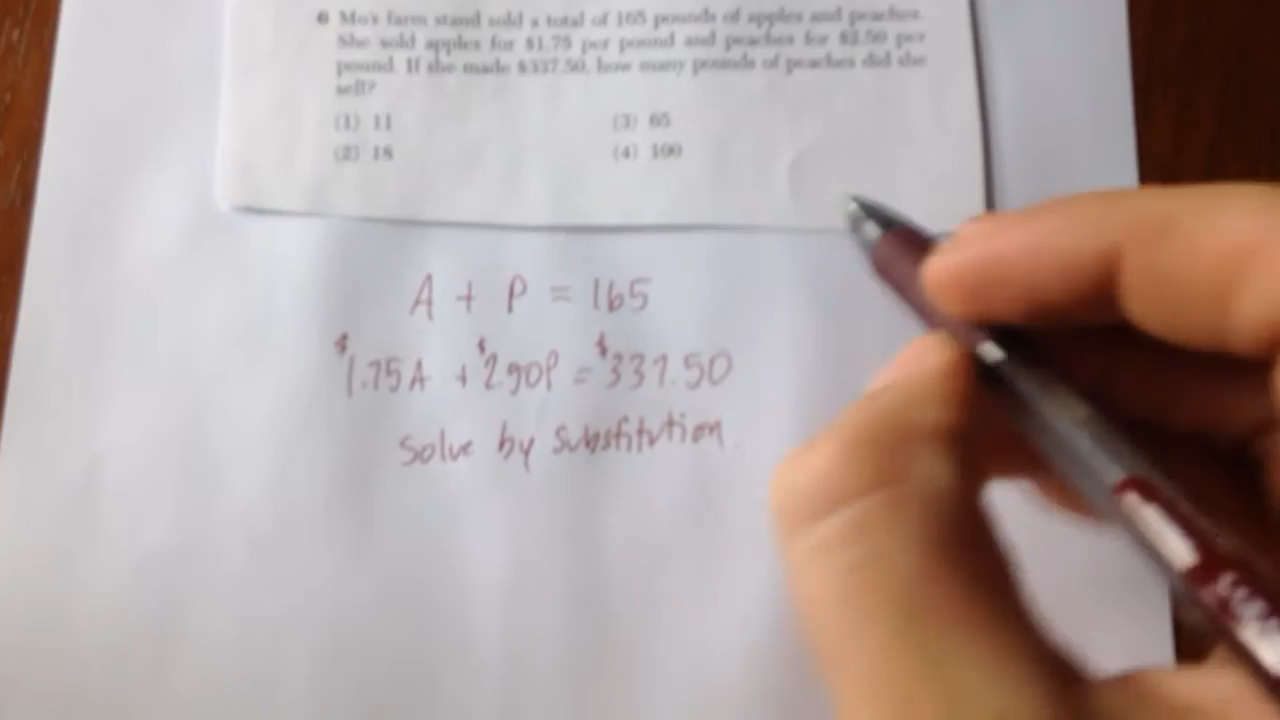 6 Mo's farm stand sold a total of 165 pounds of apples and peaches.
She sold apples for $1.75 per pound and peaches for $2.50 per
pound. If she made $337.50, how many pounds of peaches did she
sell?
(1) 11 (3) 65
(2) 18 (4) 100
A + P = 165
$1.75A + $2.50P = $337.50
Solve by substitution